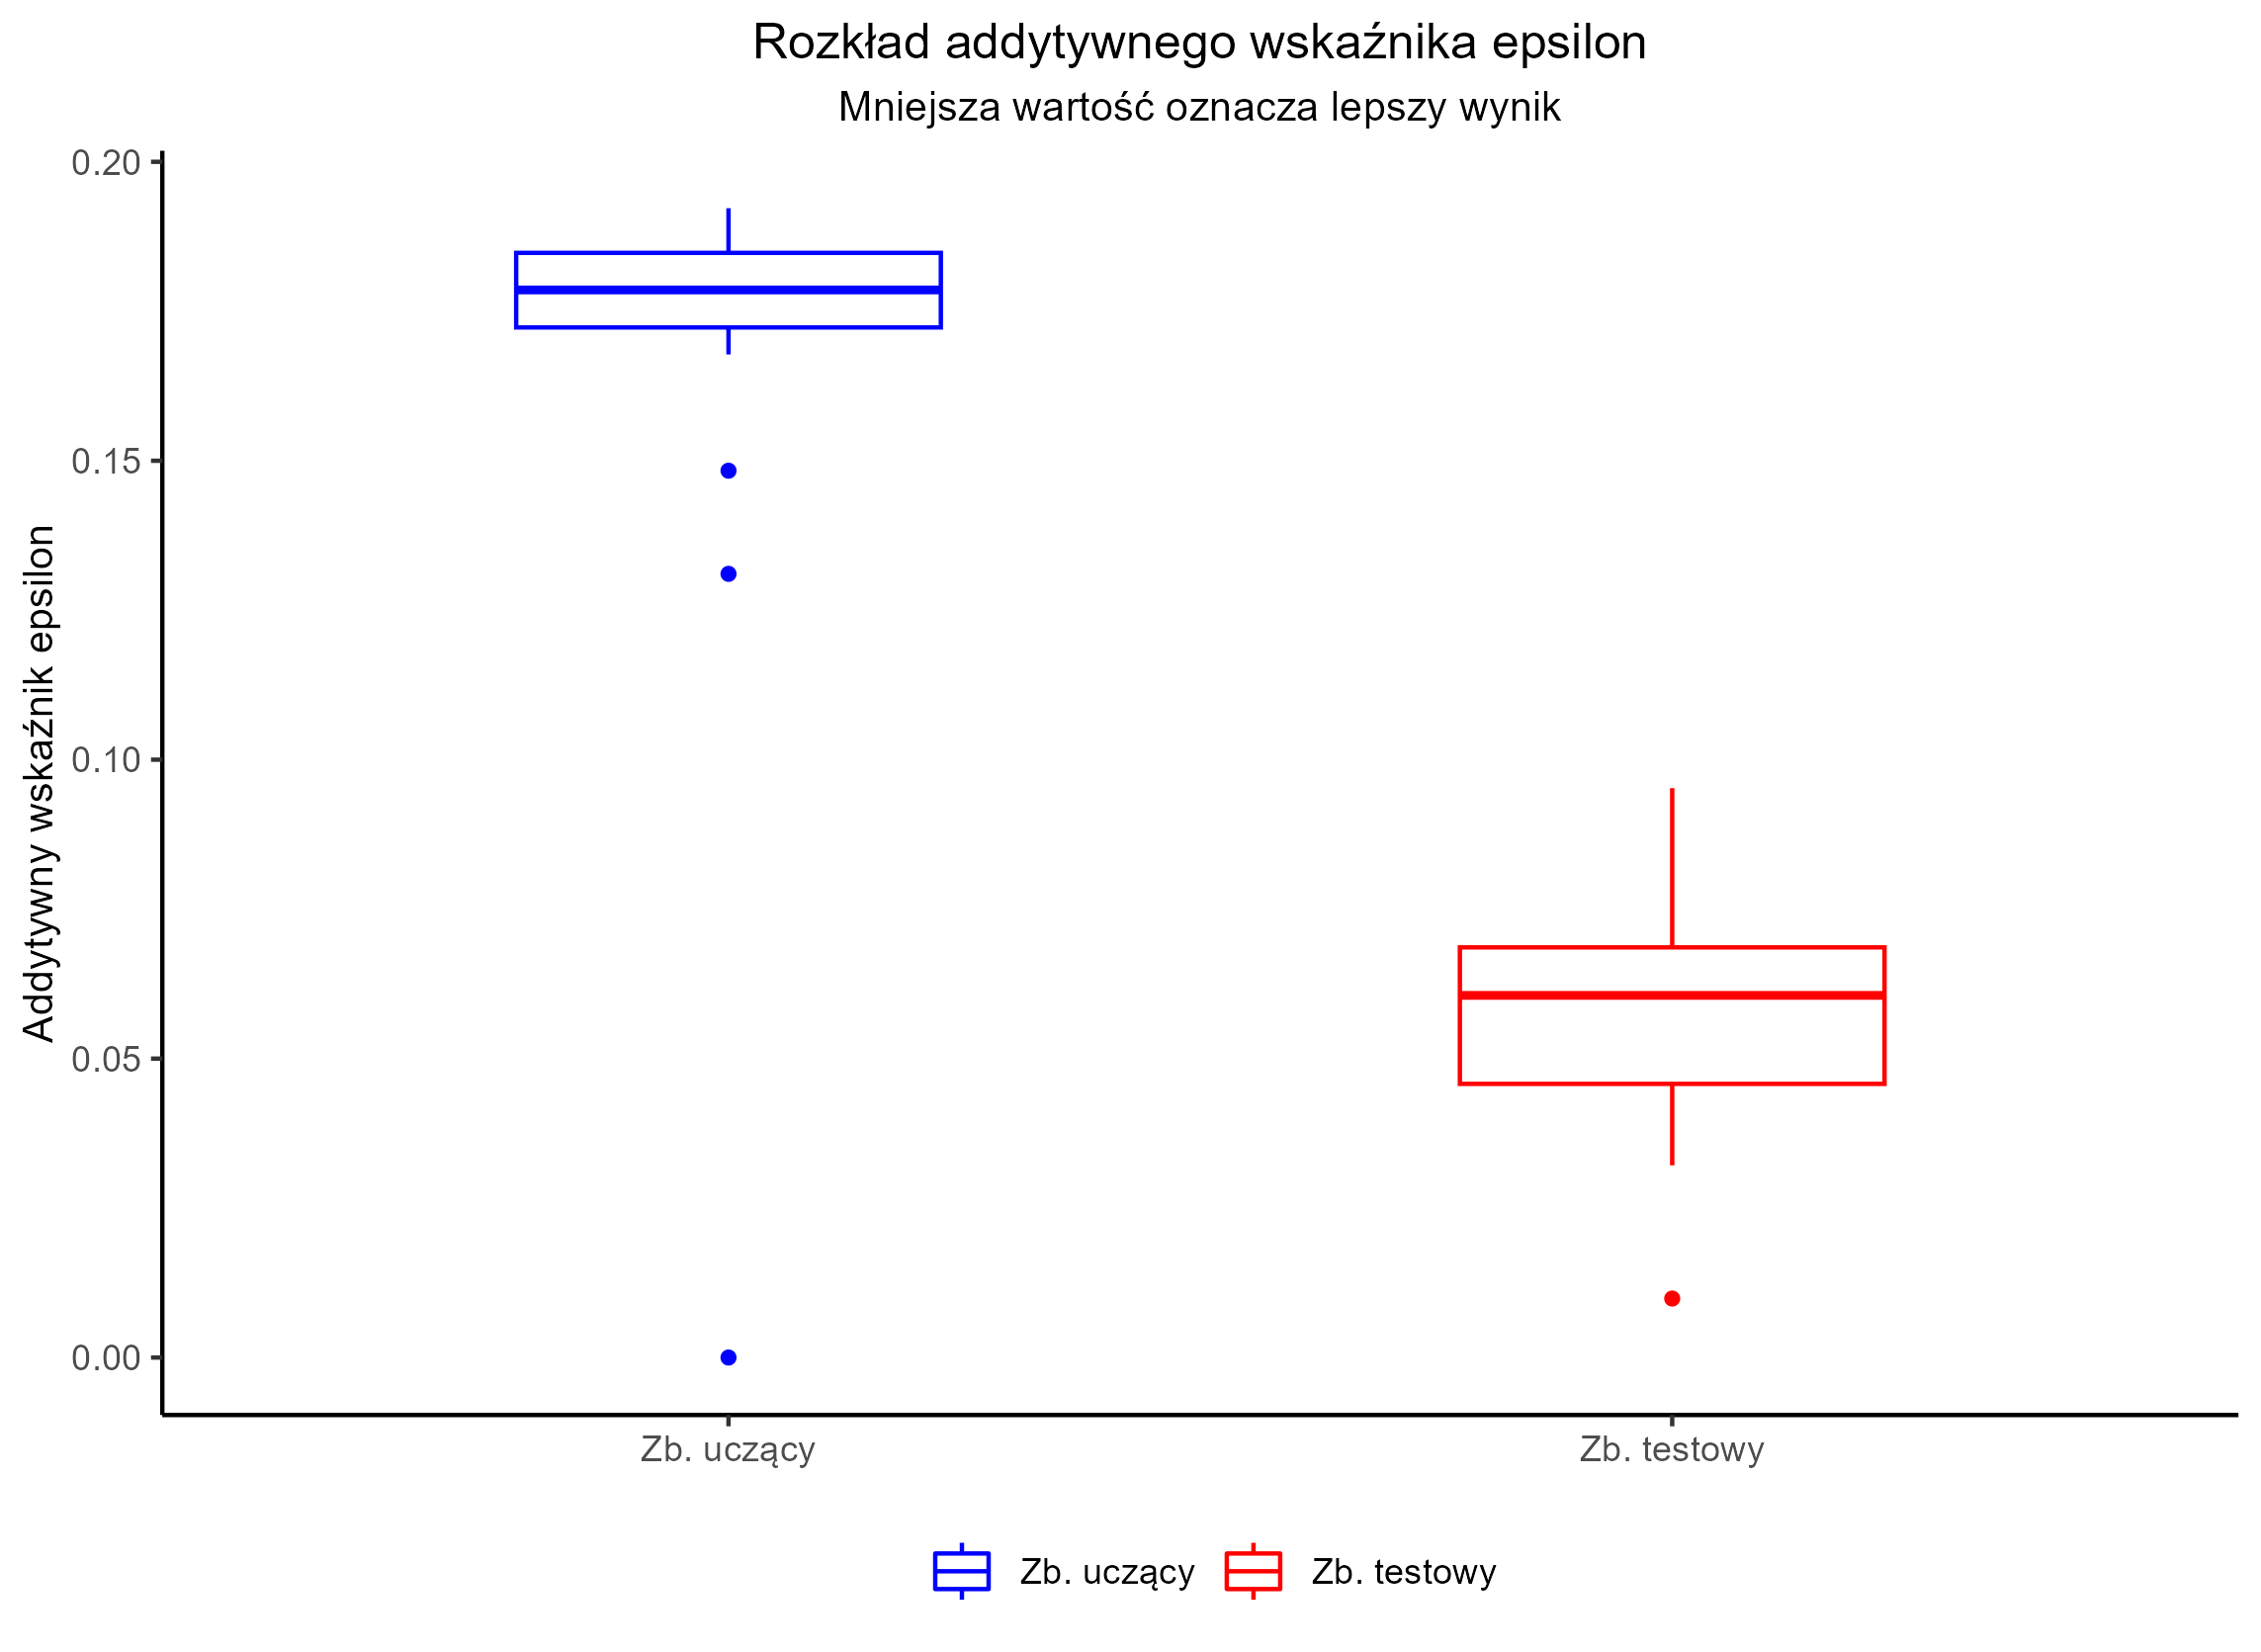 Rozkład addytywnego wskaźnika epsilon
Mniejsza wartość oznacza lepszy wynik
Addytywny wskaźnik epsilon
0.20
0.15
0.10
0.05
0.00
Zb. uczący
Zb. testowy
Zb. uczący
Zb. testowy